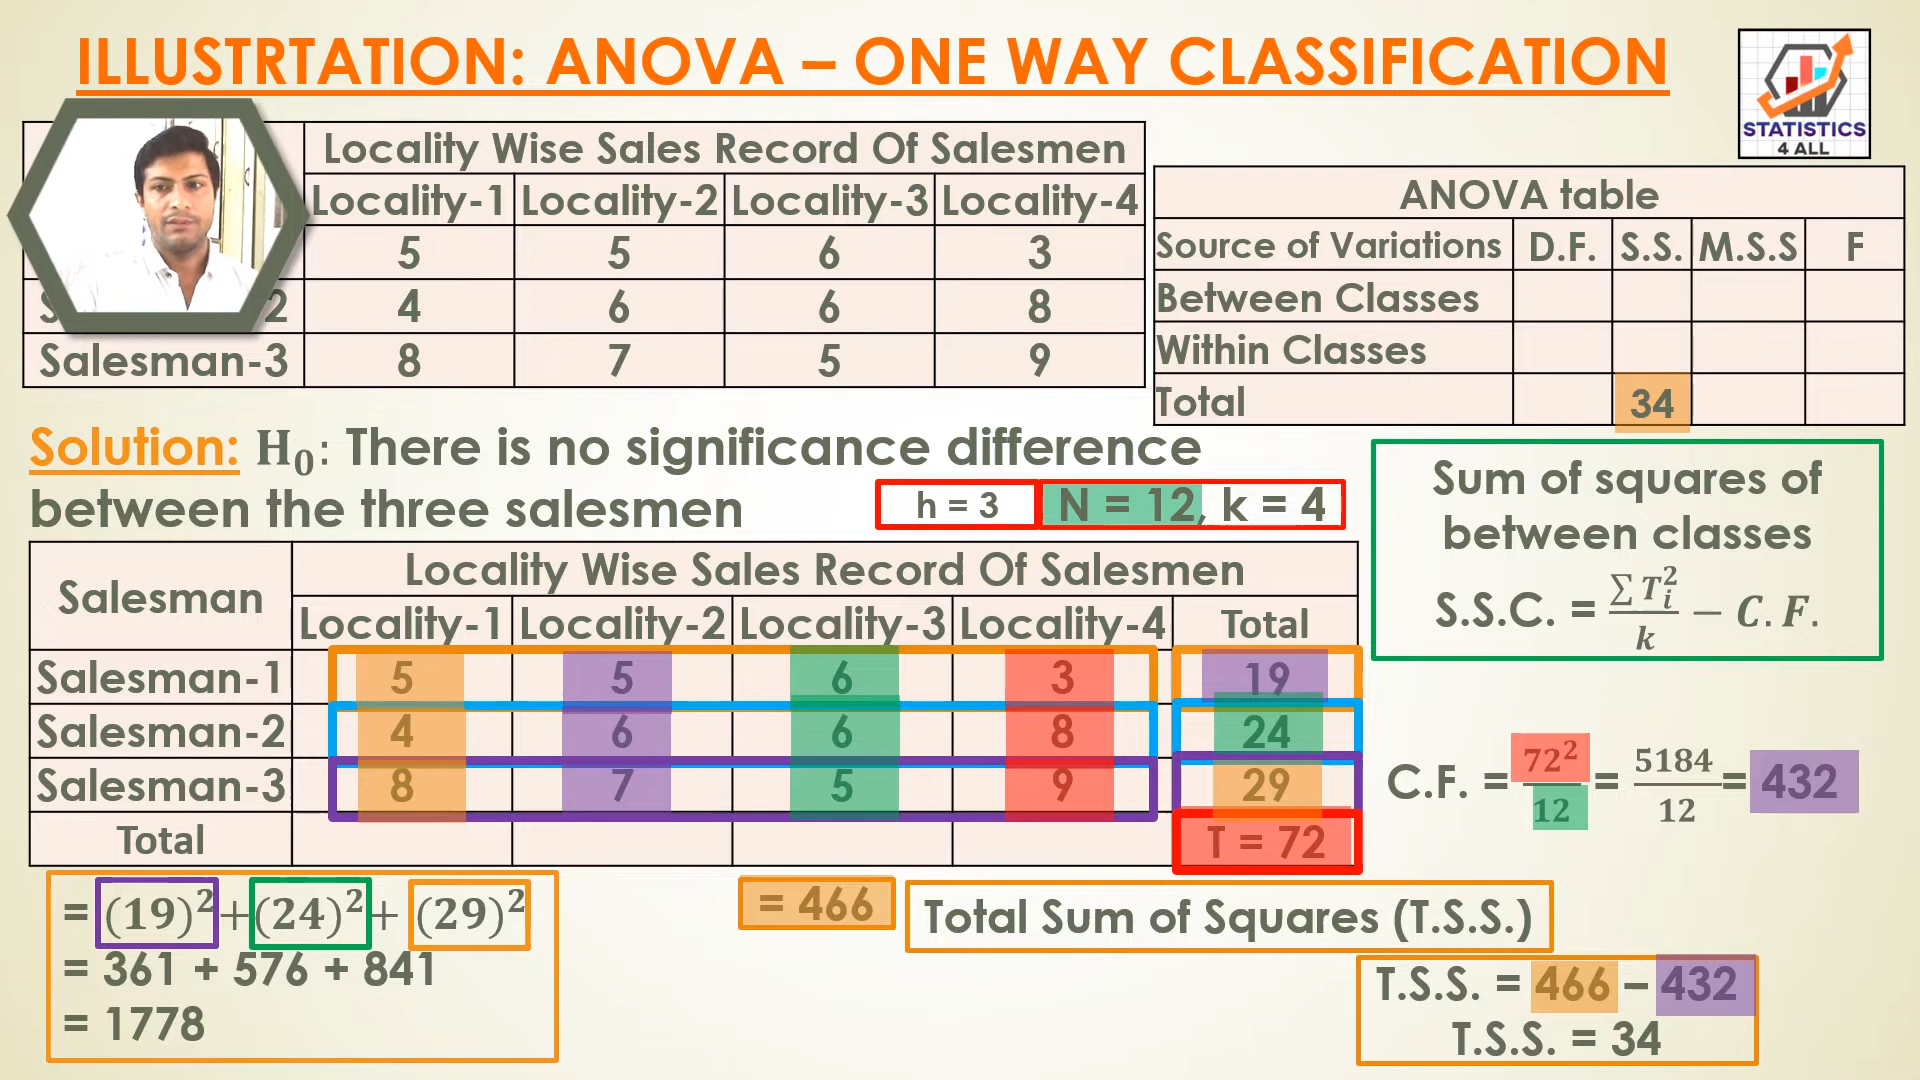 ILLUSTRTATION: ANOVA – ONE WAY CLASSIFICATION
STATISTICS
4 ALL
Locality Wise Sales Record Of Salesmen
Locality-1 Locality-2 Locality-3 Locality-4
5 5 6 3
2 4 6 6 8
Salesman-3 8 7 5 9
ANOVA table
Source of Variations D.F. S.S. M.S.S F
Between Classes
Within Classes
Total 34
Solution: H₀: There is no significance difference
between the three salesmen
h = 3 N = 12, k = 4
Sum of squares of
between classes
S.S.C. = ∑ T_i^2 / k − C.F.
Salesman Locality Wise Sales Record Of Salesmen
Locality-1 Locality-2 Locality-3 Locality-4 Total
Salesman-1 5 5 6 3 19
Salesman-2 4 6 6 8 24
Salesman-3 8 7 5 9 29
Total T = 72
C.F. = 72² / 12 = 5184 / 12 = 432
= (19)² + (24)² + (29)²
= 361 + 576 + 841
= 1778
= 466
Total Sum of Squares (T.S.S.)
T.S.S. = 466 – 432
T.S.S. = 34